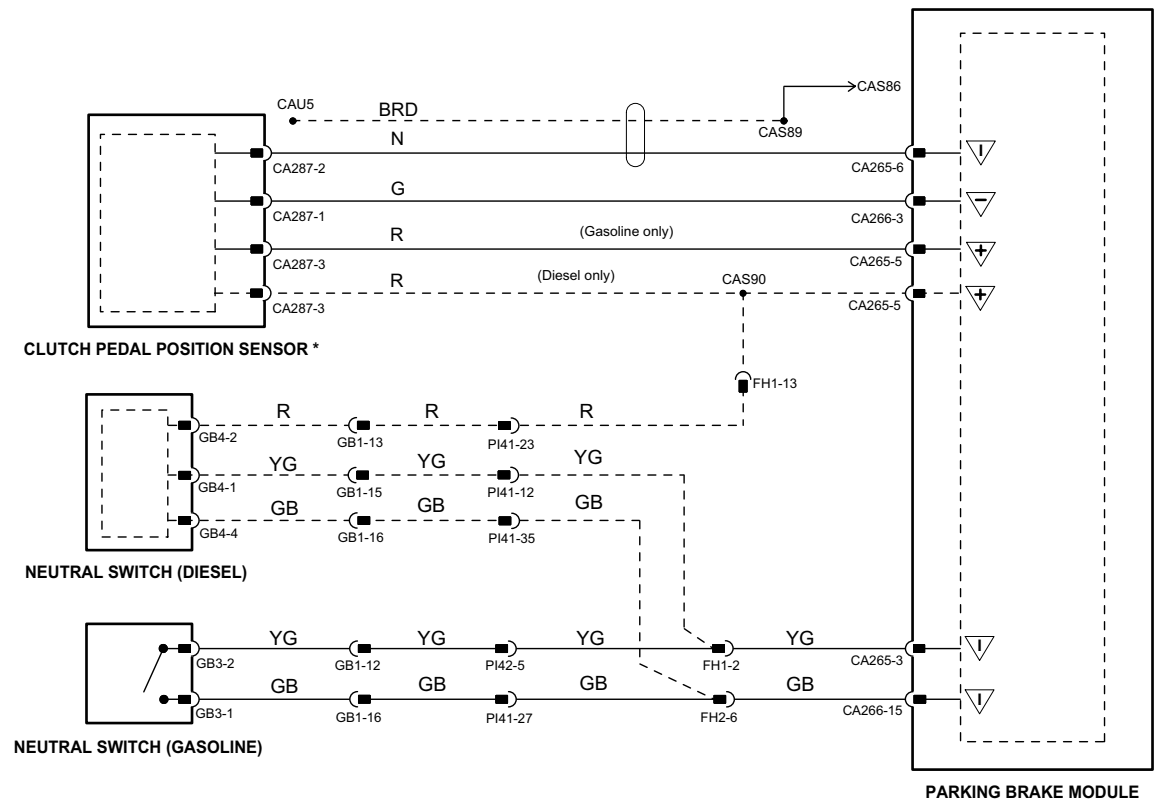 CAS86
CAU5
BRD
CAS89
N
CA287-2
CA265-6
G
CA287-1
CA266-3
R
(Gasoline only)
CA287-3
CA265-5
R
(Diesel only)
CAS90
CA287-3
CA265-5
CLUTCH PEDAL POSITION SENSOR *
FH1-13
R
R
R
GB4-2
GB1-13
PI41-23
YG
YG
YG
GB4-1
GB1-15
PI41-12
GB
GB
GB
GB4-4
GB1-16
PI41-35
NEUTRAL SWITCH (DIESEL)
YG
YG
YG
YG
GB3-2
GB1-12
PI42-5
FH1-2
CA265-3
GB
GB
GB
GB
GB3-1
GB1-16
PI41-27
FH2-6
CA266-15
NEUTRAL SWITCH (GASOLINE)
PARKING BRAKE MODULE